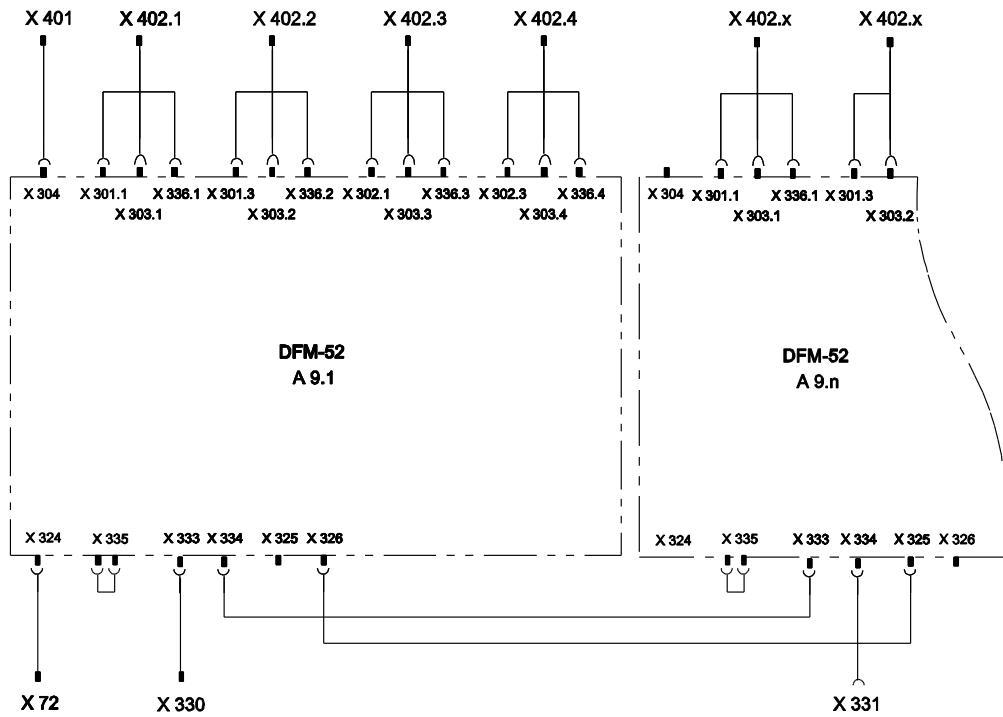 X 401 X 402.1 X 402.2 X 402.3 X 402.4 X 402.x X 402.x
X 304 X 301.1 X 336.1 X 301.3 X 336.2 X 302.1 X 336.3 X 302.3 X 336.4 X 304 X 301.1 X 336.1 X 301.3
X 303.1 X 303.2 X 303.3 X 303.4 X 303.1 X 303.2
DFM-52 DFM-52
A 9.1 A 9.n
X 324 X 335 X 333 X 334 X 325 X 326 X 324 X 335 X 333 X 334 X 325 X 326
X 72 X 330 X 331